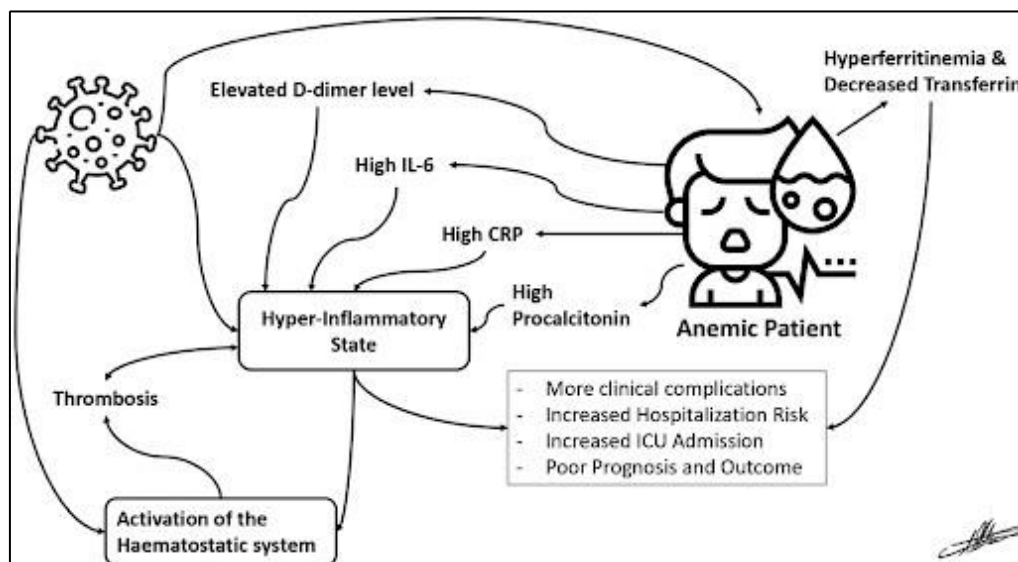 Hyperferritinemia &
Decreased Transferrin
Elevated D-dimer level
High IL-6
High CRP
High
Procalcitonin
Anemic Patient
Hyper-Inflammatory
State
Thrombosis
- More clinical complications
- Increased Hospitalization Risk
- Increased ICU Admission
- Poor Prognosis and Outcome
Activation of the
Haematostatic system